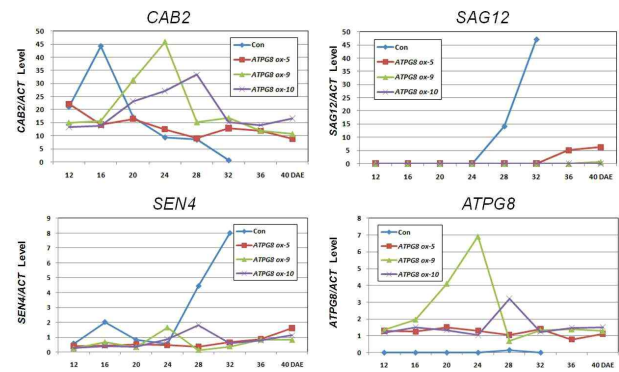 CAB2
CAB2/ACT Level
50
45
40
35
30
25
20
15
10
5
0
12 16 20 24 28 32 36 40 DAE
Con
ATPG8 ox-5
ATPG8 ox-9
ATPG8 ox-10
SAG12
SAG12/ACT Level
50
45
40
35
30
25
20
15
10
5
0
12 16 20 24 28 32 36 40 DAE
Con
ATPG8 ox-5
ATPG8 ox-9
ATPG8 ox-10
SEN4
SEN4/ACT Level
9
8
7
6
5
4
3
2
1
0
12 16 20 24 28 32 36 40 DAE
Con
ATPG8 ox-5
ATPG8 ox-9
ATPG8 ox-10
ATPG8
ATPG8/ACT Level
8
7
6
5
4
3
2
1
0
12 16 20 24 28 32 36 40 DAE
Con
ATPG8 ox-5
ATPG8 ox-9
ATPG8 ox-10